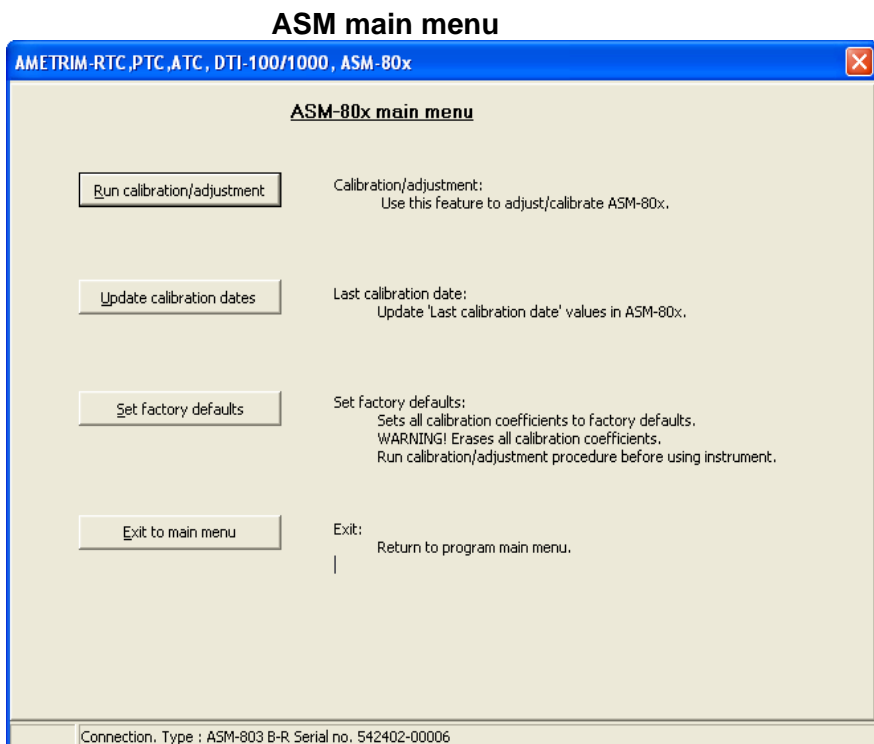 ASM main menu
AMETRIM-RTC,PTC,ATC, DTI-100/1000, ASM-80x
ASM-80x main menu
Run calibration/adjustment
Calibration/adjustment:
Use this feature to adjust/calibrate ASM-80x.
Update calibration dates
Last calibration date:
Update 'Last calibration date' values in ASM-80x.
Set factory defaults
Set factory defaults:
Sets all calibration coefficients to factory defaults.
WARNING! Erases all calibration coefficients.
Run calibration/adjustment procedure before using instrument.
Exit to main menu
Exit:
Return to program main menu.
Connection. Type : ASM-803 B-R Serial no. 542402-00006